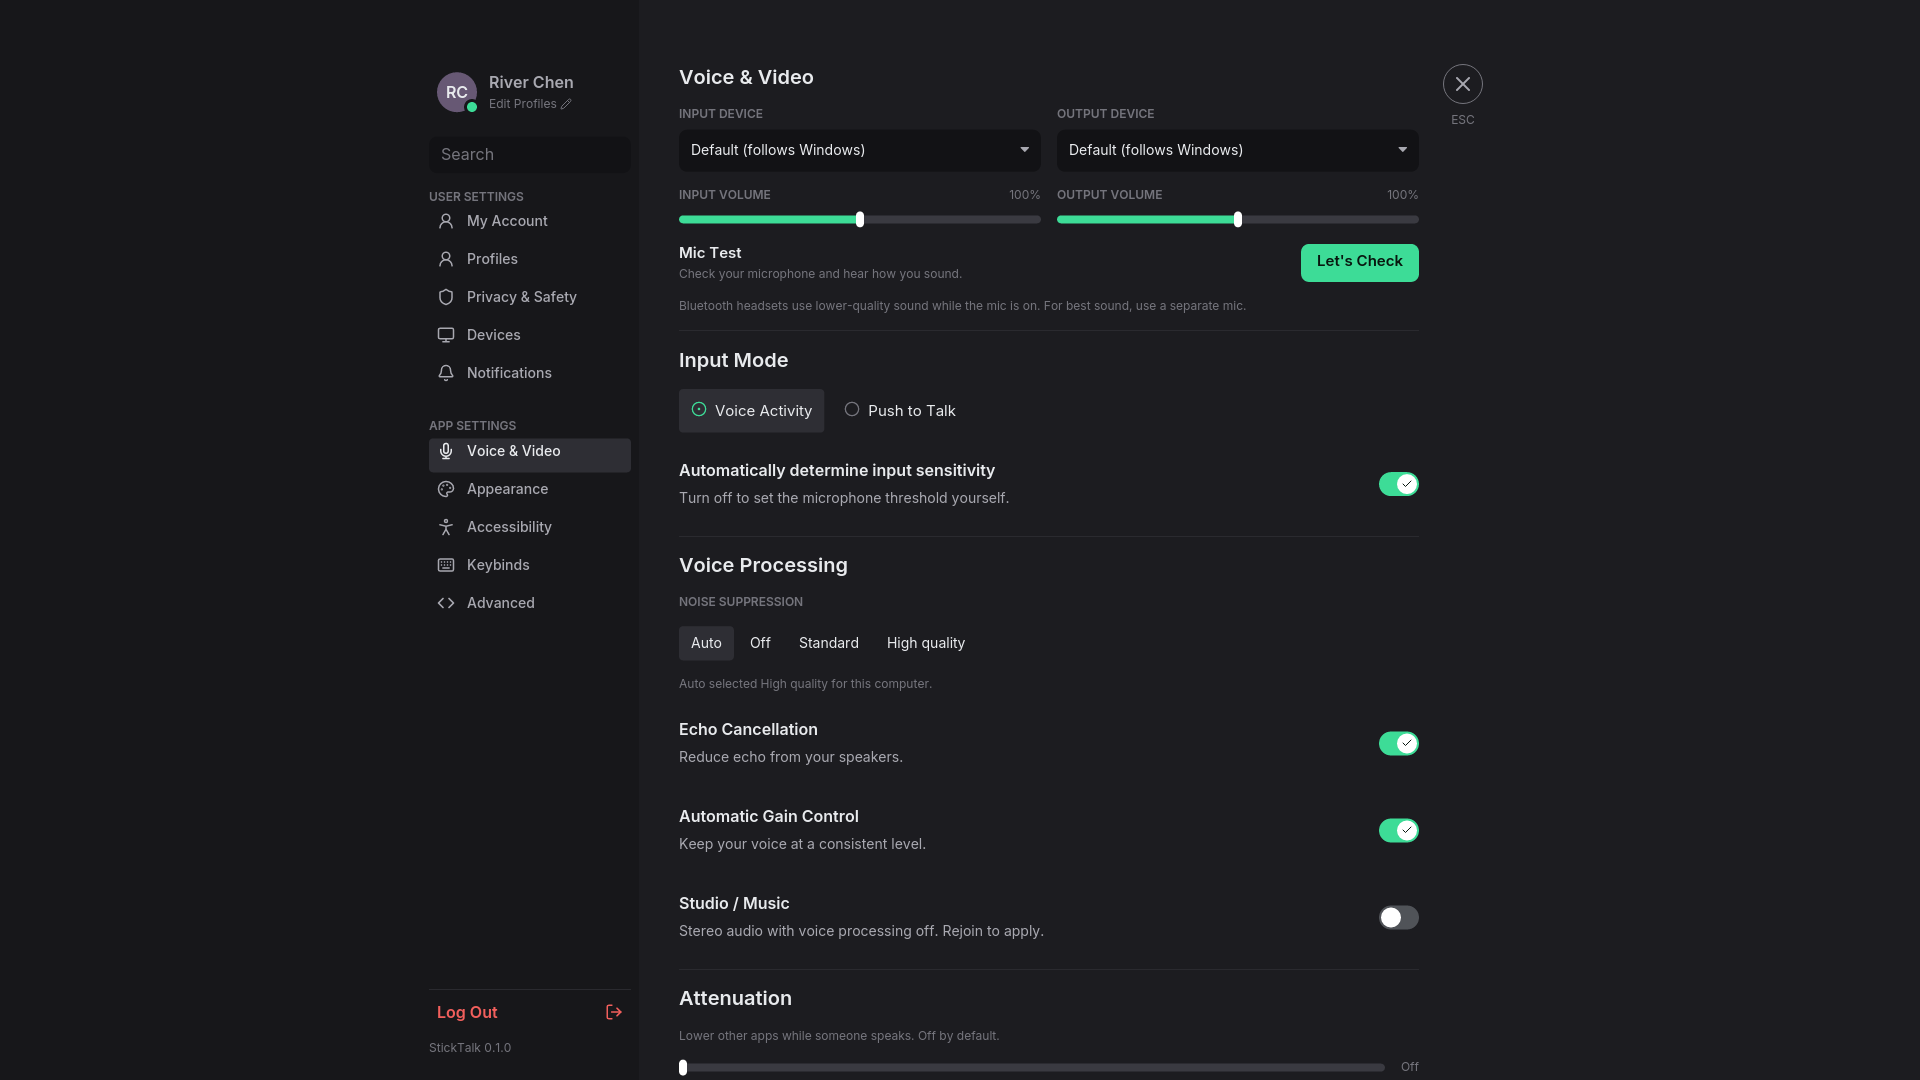 RC
River Chen
Edit Profiles
Search
USER SETTINGS
My Account
Profiles
Privacy & Safety
Devices
Notifications
APP SETTINGS
Voice & Video
Appearance
Accessibility
Keybinds
Advanced
Log Out
StickTalk 0.1.0
Voice & Video
ESC
INPUT DEVICE
Default (follows Windows)
OUTPUT DEVICE
Default (follows Windows)
INPUT VOLUME 100%
OUTPUT VOLUME 100%
Mic Test
Check your microphone and hear how you sound.
Let's Check
Bluetooth headsets use lower-quality sound while the mic is on. For best sound, use a separate mic.
Input Mode
Voice Activity Push to Talk
Automatically determine input sensitivity
Turn off to set the microphone threshold yourself.
Voice Processing
NOISE SUPPRESSION
Auto Off Standard High quality
Auto selected High quality for this computer.
Echo Cancellation
Reduce echo from your speakers.
Automatic Gain Control
Keep your voice at a consistent level.
Studio / Music
Stereo audio with voice processing off. Rejoin to apply.
Attenuation
Lower other apps while someone speaks. Off by default.
Off